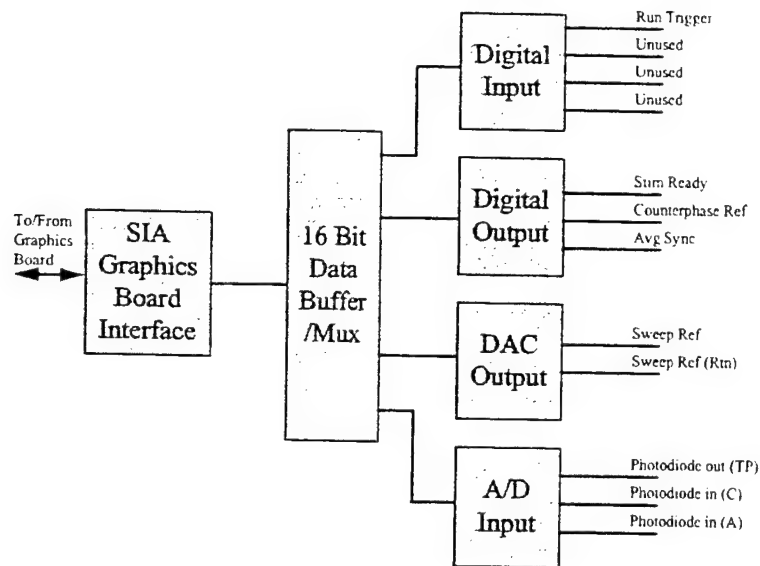 To/From
Graphics
Board
SIA
Graphics
Board
Interface
16 Bit
Data
Buffer
/Mux
Digital
Input
Run Trigger
Unused
Unused
Unused
Digital
Output
Stim Ready
Counterphase Ref
Avg Sync
DAC
Output
Sweep Ref
Sweep Ref (Rtn)
A/D
Input
Photodiode out (TP)
Photodiode in (C)
Photodiode in (A)